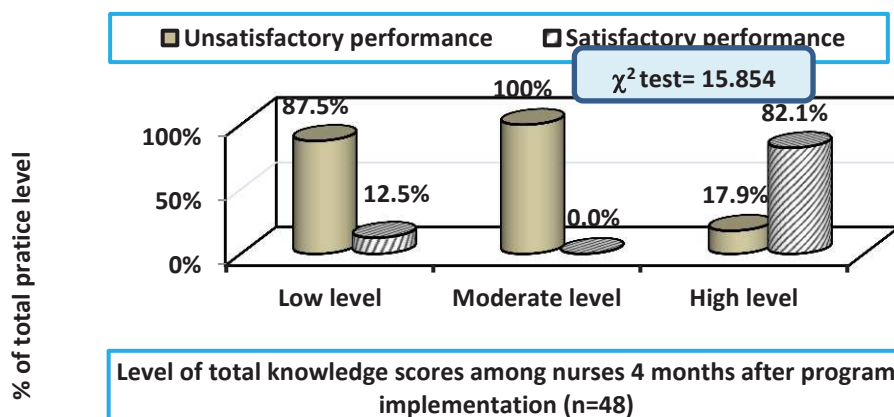 Unsatisfactory performance Satisfactory performance
χ² test= 15.854
87.5% 100% 82.1%
12.5% 0.0% 17.9%
100%
50%
0%
Low level Moderate level High level
% of total pratice level
Level of total knowledge scores among nurses 4 months after program
implementation (n=48)